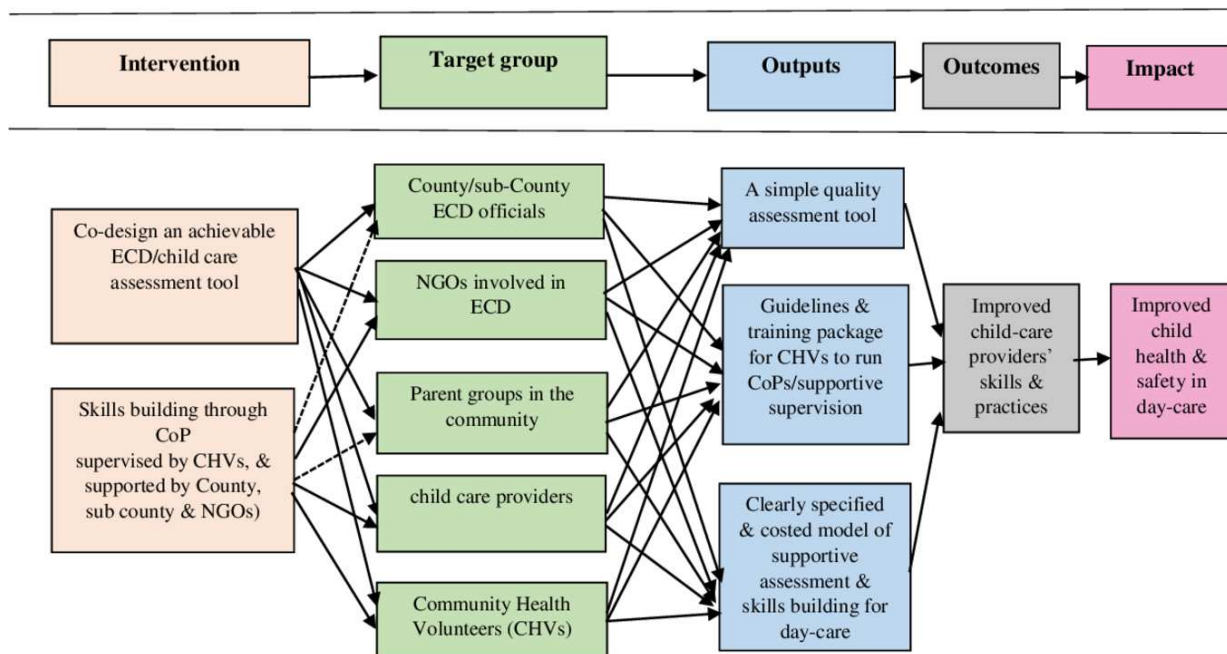 Intervention
Target group
Outputs
Outcomes
Impact
Co-design an achievable
ECD/child care
assessment tool
Skills building through
CoP
supervised by CHVs, &
supported by County,
sub county & NGOs)
County/sub-County
ECD officials
NGOs involved in
ECD
Parent groups in the
community
child care providers
Community Health
Volunteers (CHVs)
A simple quality
assessment tool
Guidelines &
training package
for CHVs to run
CoPs/supportive
supervision
Clearly specified
& costed model of
supportive
assessment &
skills building for
day-care
Improved
child-care
providers’
skills &
practices
Improved
child
health &
safety in
day-care